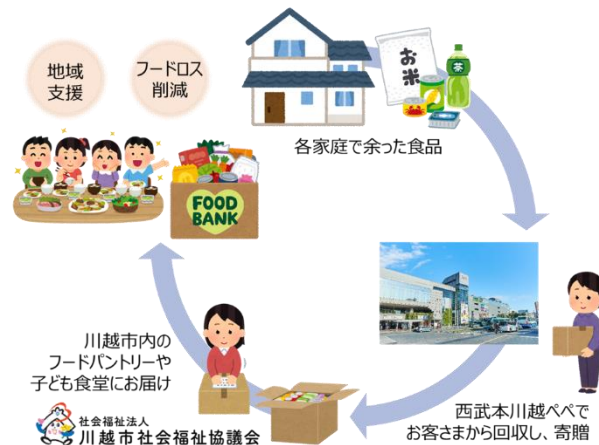 地域
支援
フードロス
削減
お米
茶
各家庭で余った食品
FOOD
BANK
西武本川越ペペで
お客さまから回収し、寄贈
川越市内の
フードパントリーや
子ども食堂にお届け
社会福祉法人
川越市社会福祉協議会